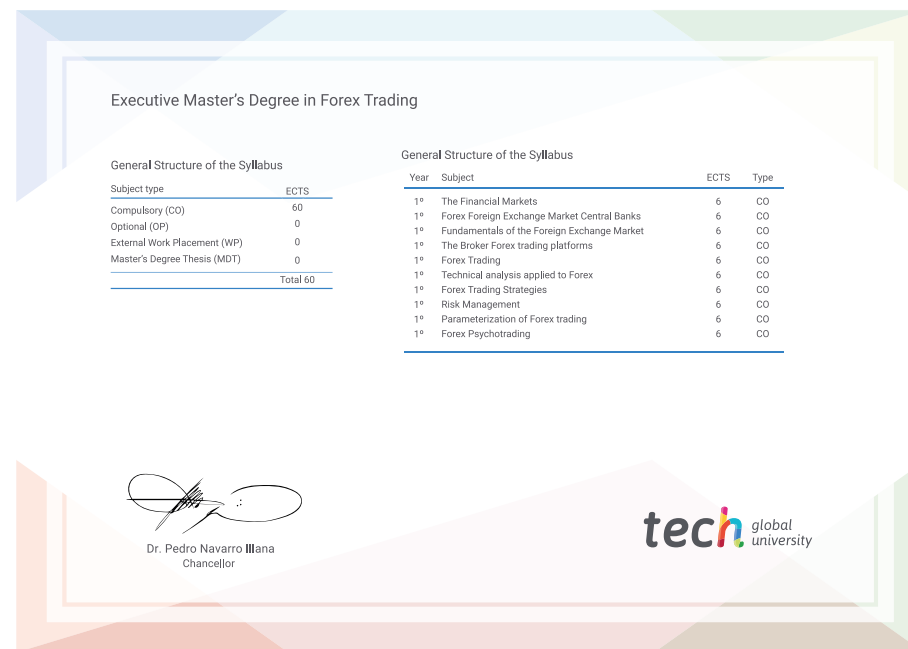 Executive Master's Degree in Forex Trading
General Structure of the Syllabus
Subject type ECTS
Compulsory (CO) 60
Optional (OP) 0
External Work Placement (WP) 0
Master's Degree Thesis (MDT) 0
Total 60
General Structure of the Syllabus
Year Subject ECTS Type
1º The Financial Markets 6 CO
1º Forex Foreign Exchange Market Central Banks 6 CO
1º Fundamentals of the Foreign Exchange Market 6 CO
1º The Broker Forex trading platforms 6 CO
1º Forex Trading 6 CO
1º Technical analysis applied to Forex 6 CO
1º Forex Trading Strategies 6 CO
1º Risk Management 6 CO
1º Parameterization of Forex trading 6 CO
1º Forex Psychotrading 6 CO
Dr. Pedro Navarro Illana
Chancellor
tech global
university